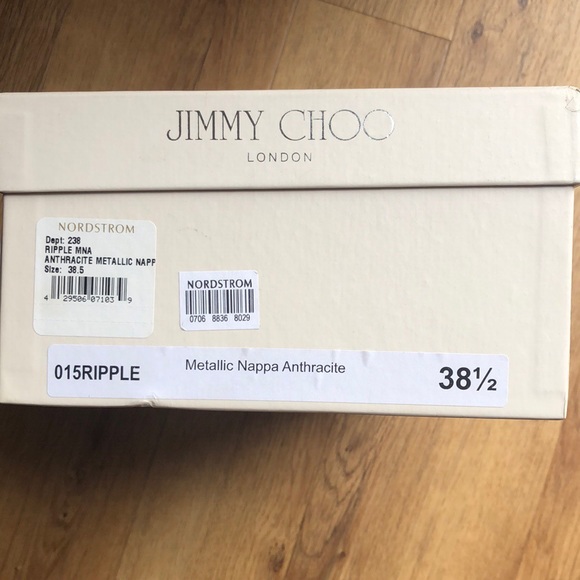 JIMMY CHOO
LONDON
NORDSTROM
Dept: 238
RIPPLE MNA
ANTHRACITE METALLIC NAPP
Size: 38.5
4 29506 07103 9
NORDSTROM
0706 8836 8029
015RIPPLE Metallic Nappa Anthracite 38½